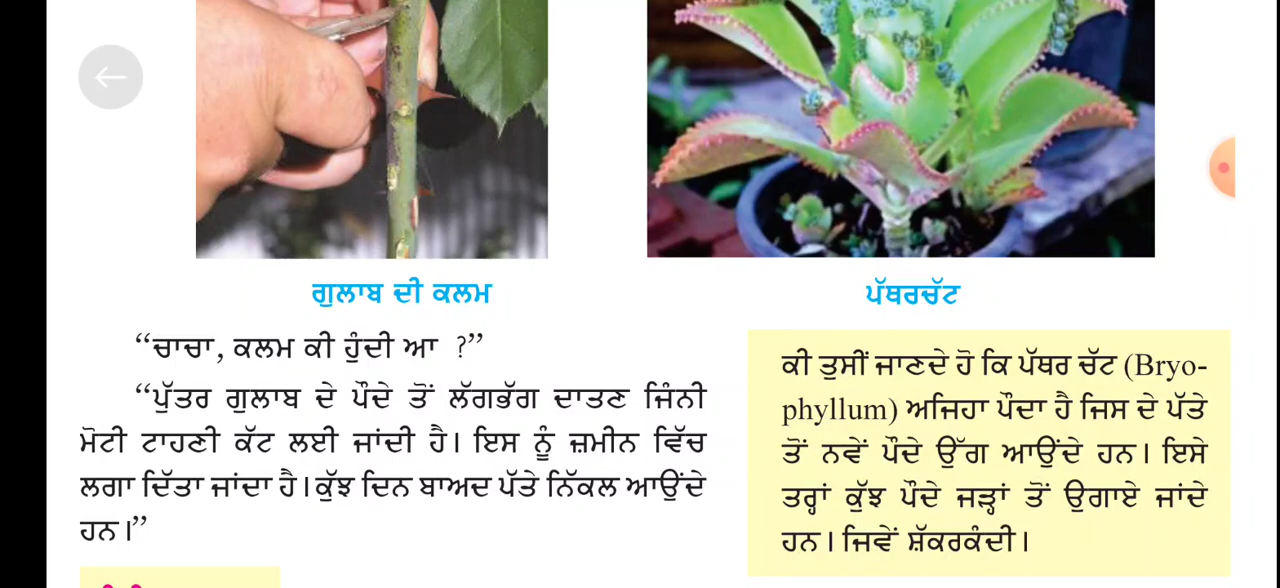 ਗੁਲਾਬ ਦੀ ਕਲਮ
ਪੱਥਰਚੱਟ
“ਚਾਚਾ, ਕਲਮ ਕੀ ਹੁੰਦੀ ਆ ?”
“ਪੁੱਤਰ ਗੁਲਾਬ ਦੇ ਪੌਦੇ ਤੋਂ ਲੱਗਭੱਗ ਦਾਤਣ ਜਿੰਨੀ
ਮੋਟੀ ਟਾਹਣੀ ਕੱਟ ਲਈ ਜਾਂਦੀ ਹੈ। ਇਸ ਨੂੰ ਜ਼ਮੀਨ ਵਿੱਚ
ਲਗਾ ਦਿੱਤਾ ਜਾਂਦਾ ਹੈ। ਕੁੱਝ ਦਿਨ ਬਾਅਦ ਪੱਤੇ ਨਿੱਕਲ ਆਉਂਦੇ
ਹਨ।”
ਕੀ ਤੁਸੀਂ ਜਾਣਦੇ ਹੋ ਕਿ ਪੱਥਰ ਚੱਟ (Bryo-
phyllum) ਅਜਿਹਾ ਪੌਦਾ ਹੈ ਜਿਸ ਦੇ ਪੱਤੇ
ਤੋਂ ਨਵੇਂ ਪੌਦੇ ਉੱਗ ਆਉਂਦੇ ਹਨ। ਇਸੇ
ਤਰ੍ਹਾਂ ਕੁੱਝ ਪੌਦੇ ਜੜ੍ਹਾਂ ਤੋਂ ਉਗਾਏ ਜਾਂਦੇ
ਹਨ। ਜਿਵੇਂ ਸ਼ੱਕਰਕੰਦੀ।